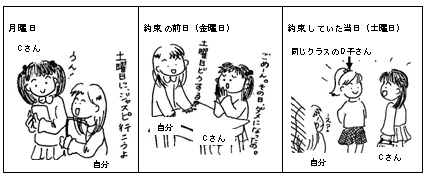 月曜日
Cさん
うん
土曜日に、ジャスピ行こうよ
自分
約束の前日（金曜日）
土曜日どうする？
ごめん。その日、ダメになったの。
自分
Cさん
約束していた当日（土曜日）
同じクラスのD子さん
え？
自分
Cさん